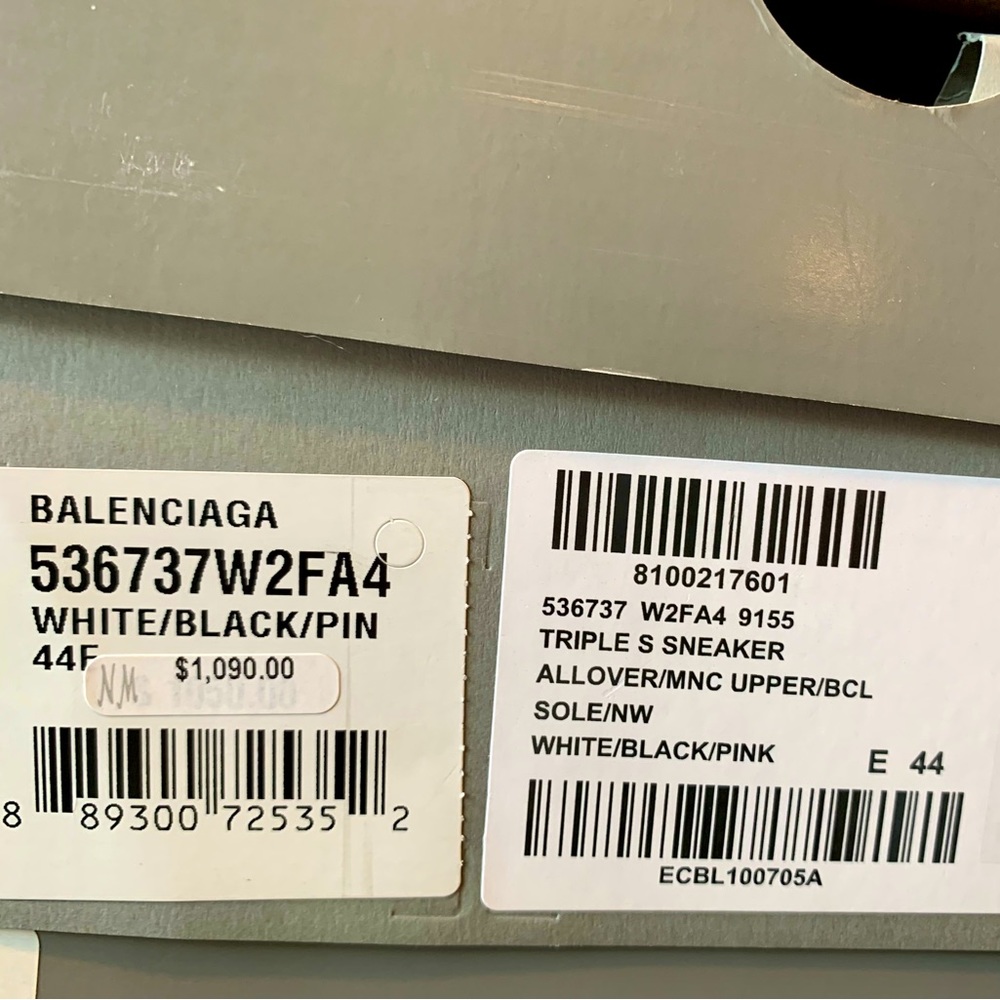 BALENCIAGA
536737W2FA4
WHITE/BLACK/PIN
44E
NM $1,090.00
8 89300 72535 2
8100217601
536737 W2FA4 9155
TRIPLE S SNEAKER
ALLOVER/MNC UPPER/BCL
SOLE/NW
WHITE/BLACK/PINK
E 44
ECBL100705A